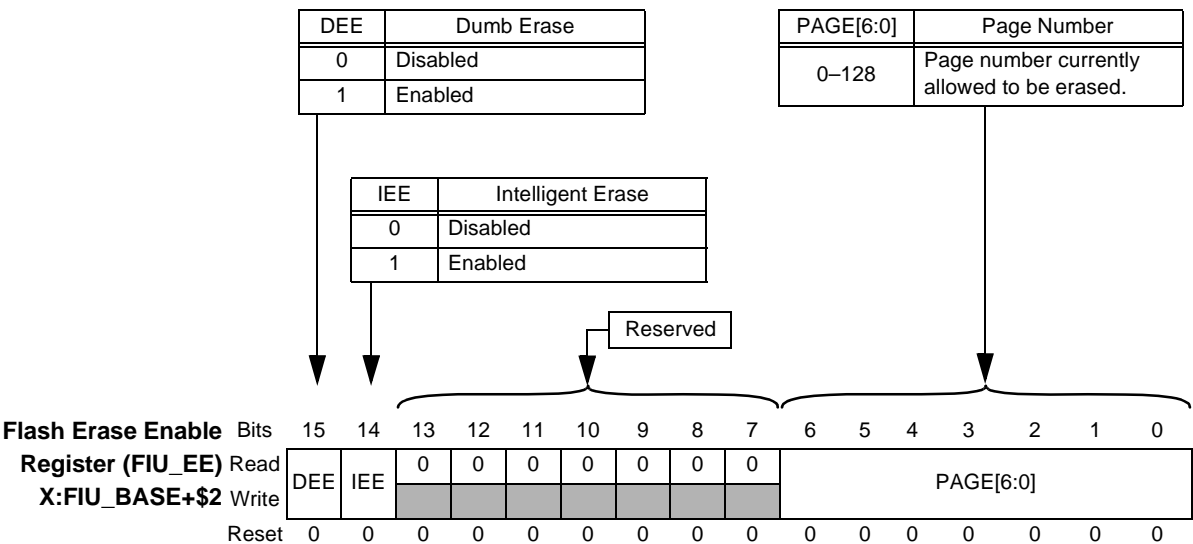 DEE Dumb Erase
0 Disabled
1 Enabled
PAGE[6:0] Page Number
0–128 Page number currently
allowed to be erased.
IEE Intelligent Erase
0 Disabled
1 Enabled
Reserved
Flash Erase Enable Bits 15 14 13 12 11 10 9 8 7 6 5 4 3 2 1 0
Register (FIU_EE) Read DEE IEE 0 0 0 0 0 0 0 PAGE[6:0]
X:FIU_BASE+$2 Write
Reset 0 0 0 0 0 0 0 0 0 0 0 0 0 0 0 0